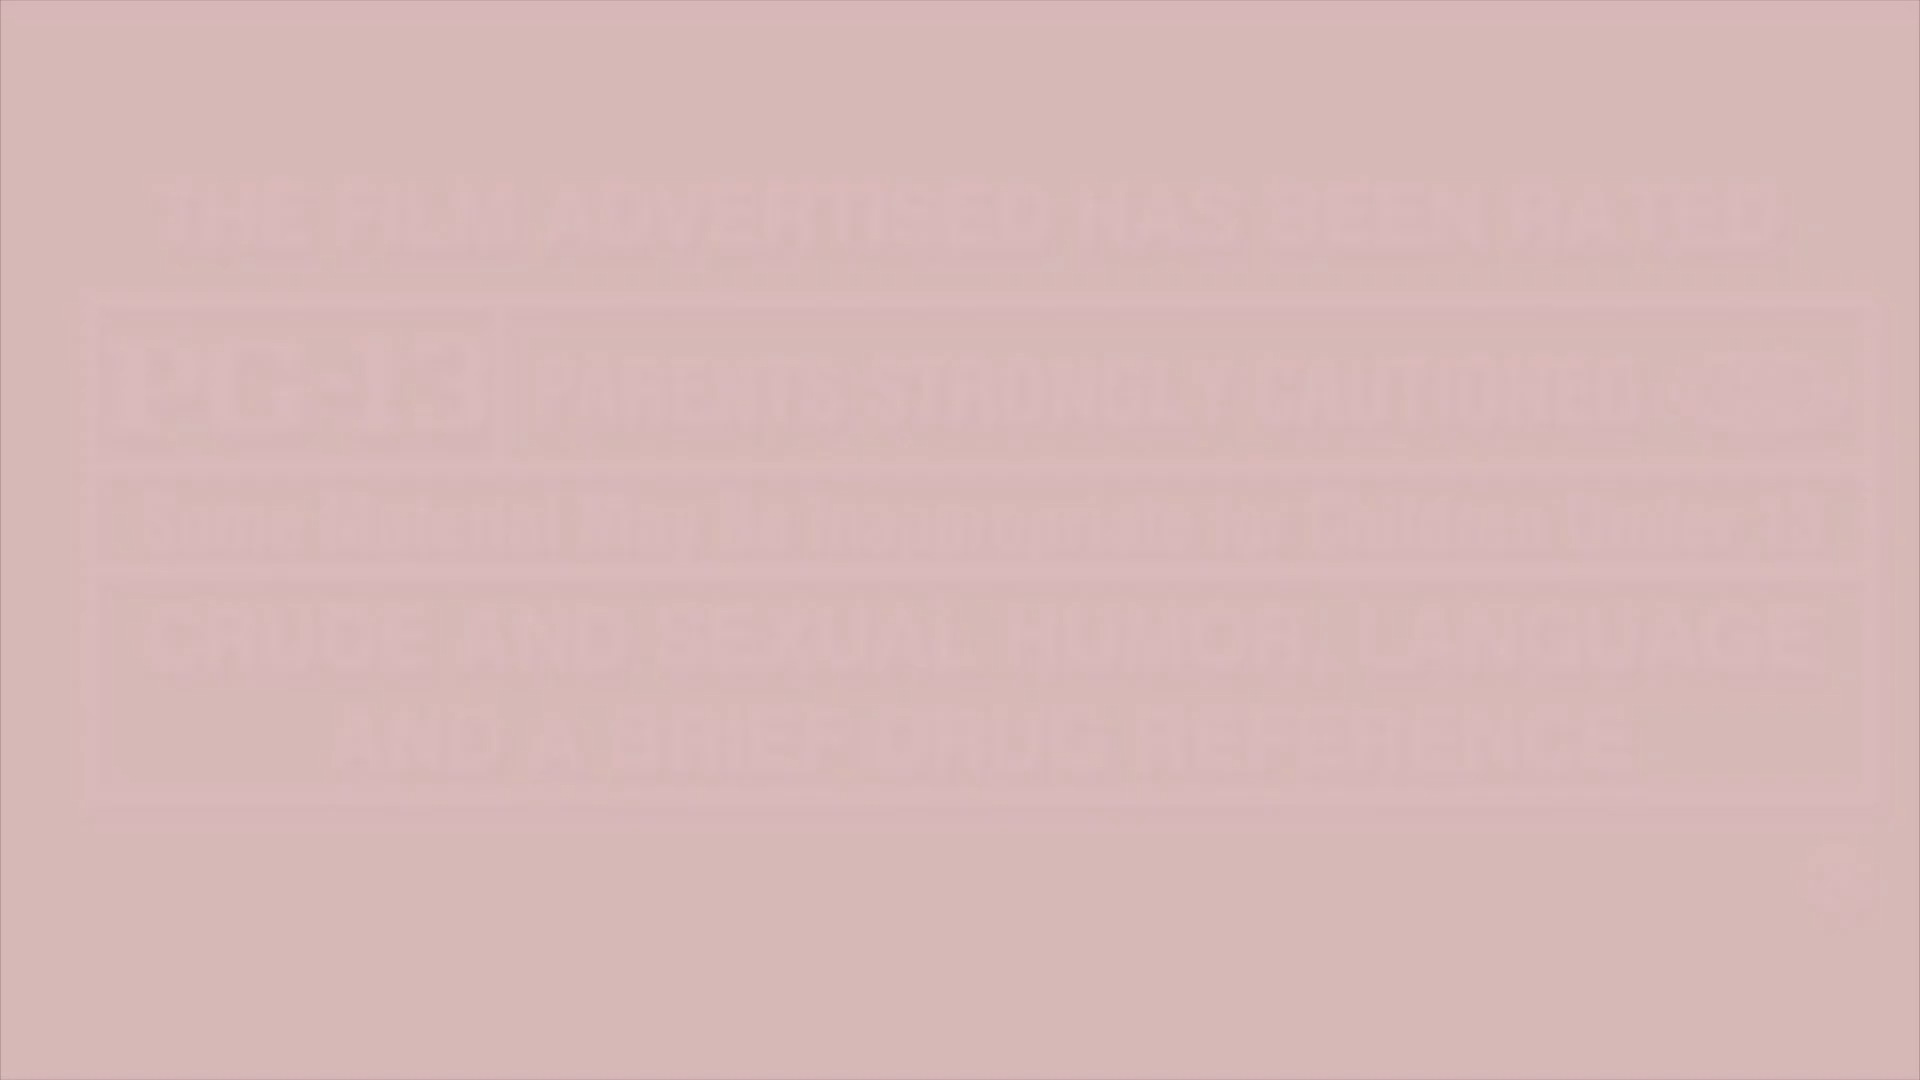 THE FILM ADVERTISED HAS BEEN RATED
PG-13 PARENTS STRONGLY CAUTIONED
Some Material May Be Inappropriate for Children Under 13
CRUDE AND SEXUAL HUMOR, LANGUAGE
AND A BRIEF DRUG REFERENCE